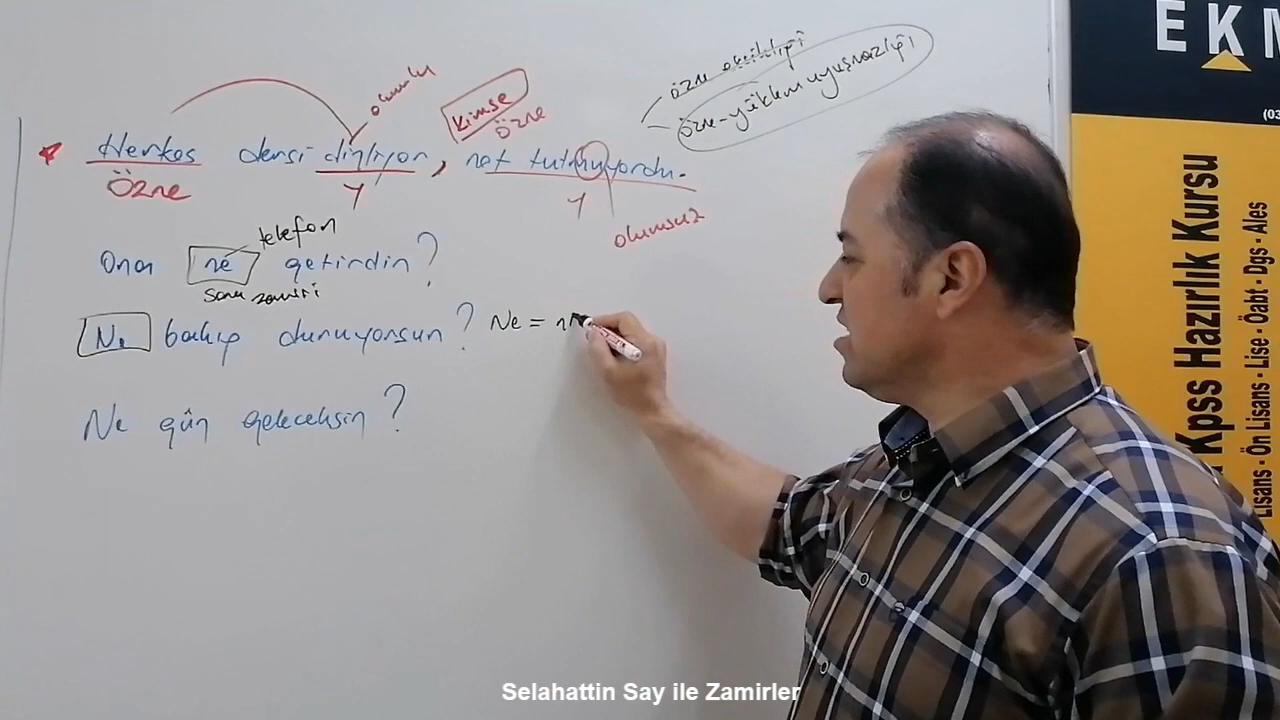 özne eksikliği
özne-yüklem uyuşmazlığı
olumlu
Kimse
özne
* Herkes dersi dinliyor, not tutmuyordu.
Özne
Y
Y
olumsuz
telefon
Ona ne getirdin?
soru zamiri
Ne bakıp duruyorsun? Ne = n
Ne gün geleceksin?
EKM
(03
Kpss Hazırlık Kursu
Lisans - Ön Lisans - Lise - Öabt - Dgs - Ales
Selahattin Say ile Zamirler